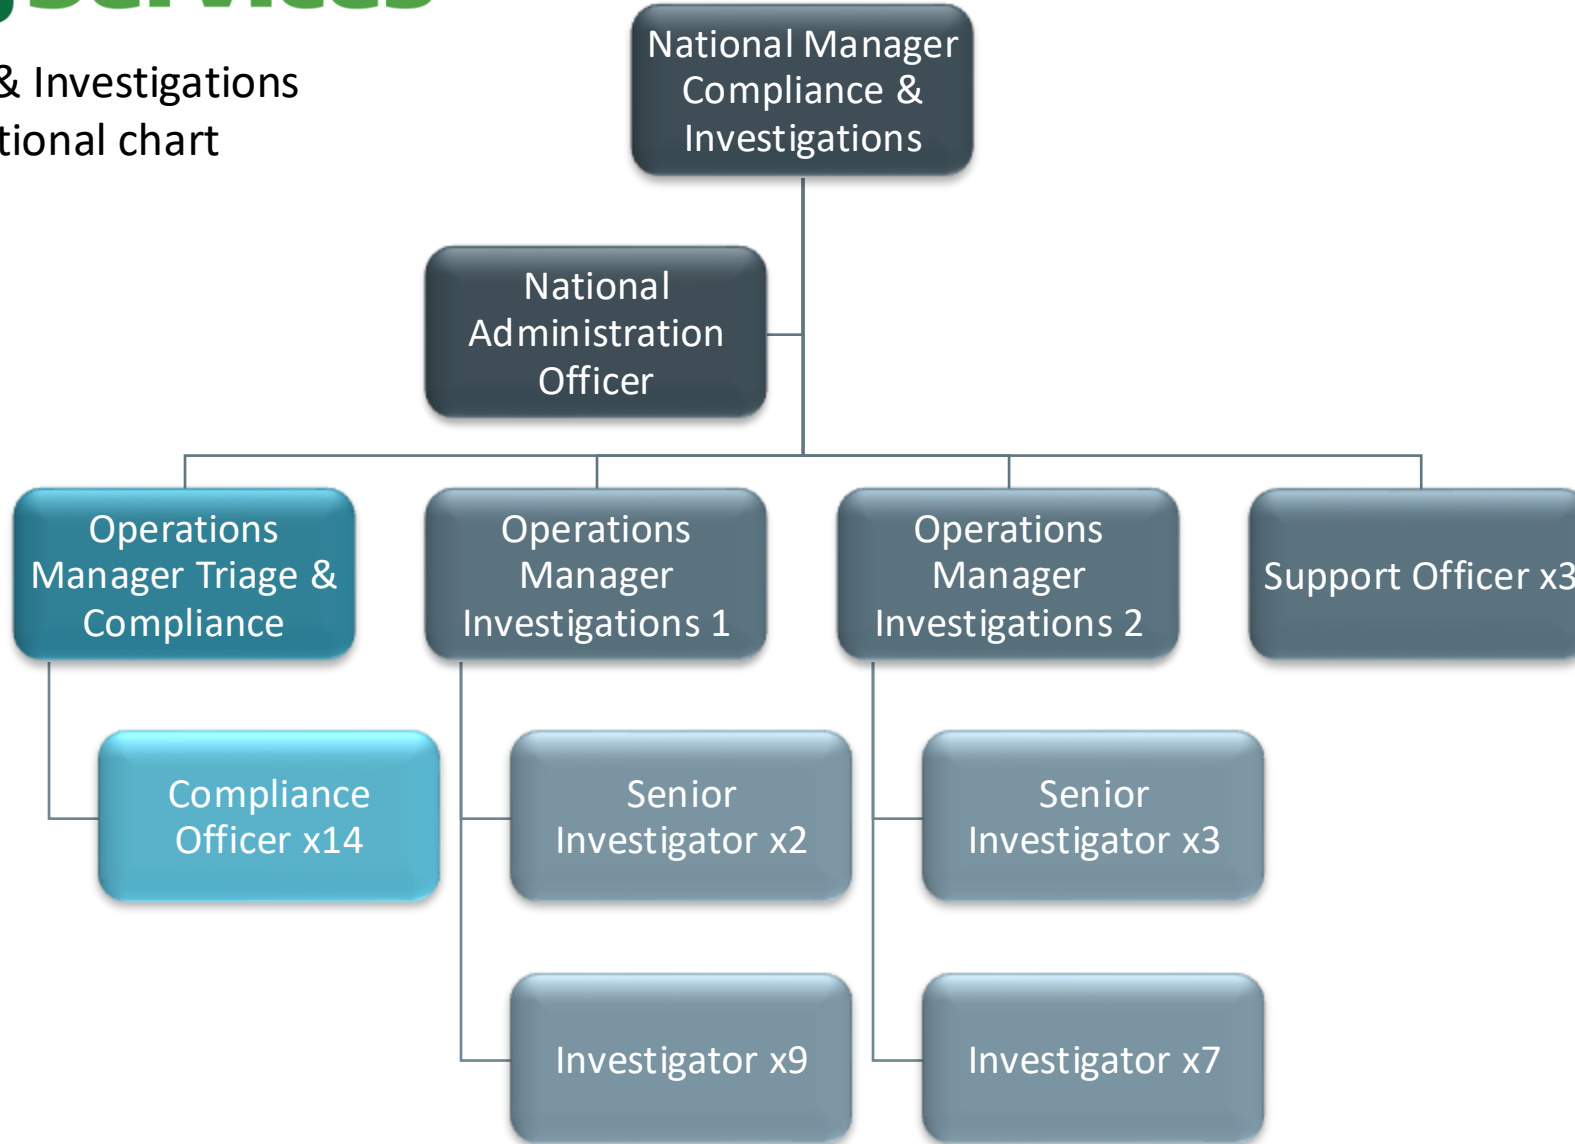 Services
& Investigations
tional chart
National Manager
Compliance &
Investigations
National
Administration
Officer
Operations
Manager Triage &
Compliance
Operations
Manager
Investigations 1
Operations
Manager
Investigations 2
Support Officer x3
Compliance
Officer x14
Senior
Investigator x2
Senior
Investigator x3
Investigator x9
Investigator x7